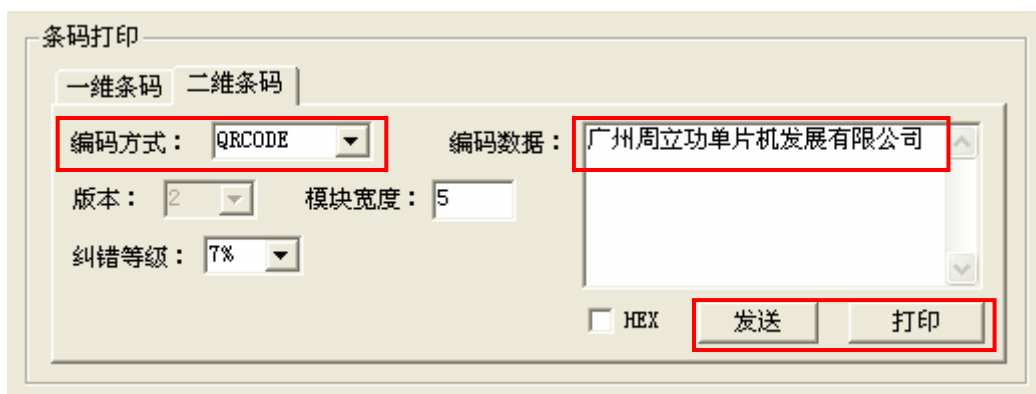 条码打印
一维条码 二维条码
编码方式： QRCODE 编码数据： 广州周立功单片机发展有限公司
版本： 2 模块宽度： 5
纠错等级： 7%
HEX 发送 打印